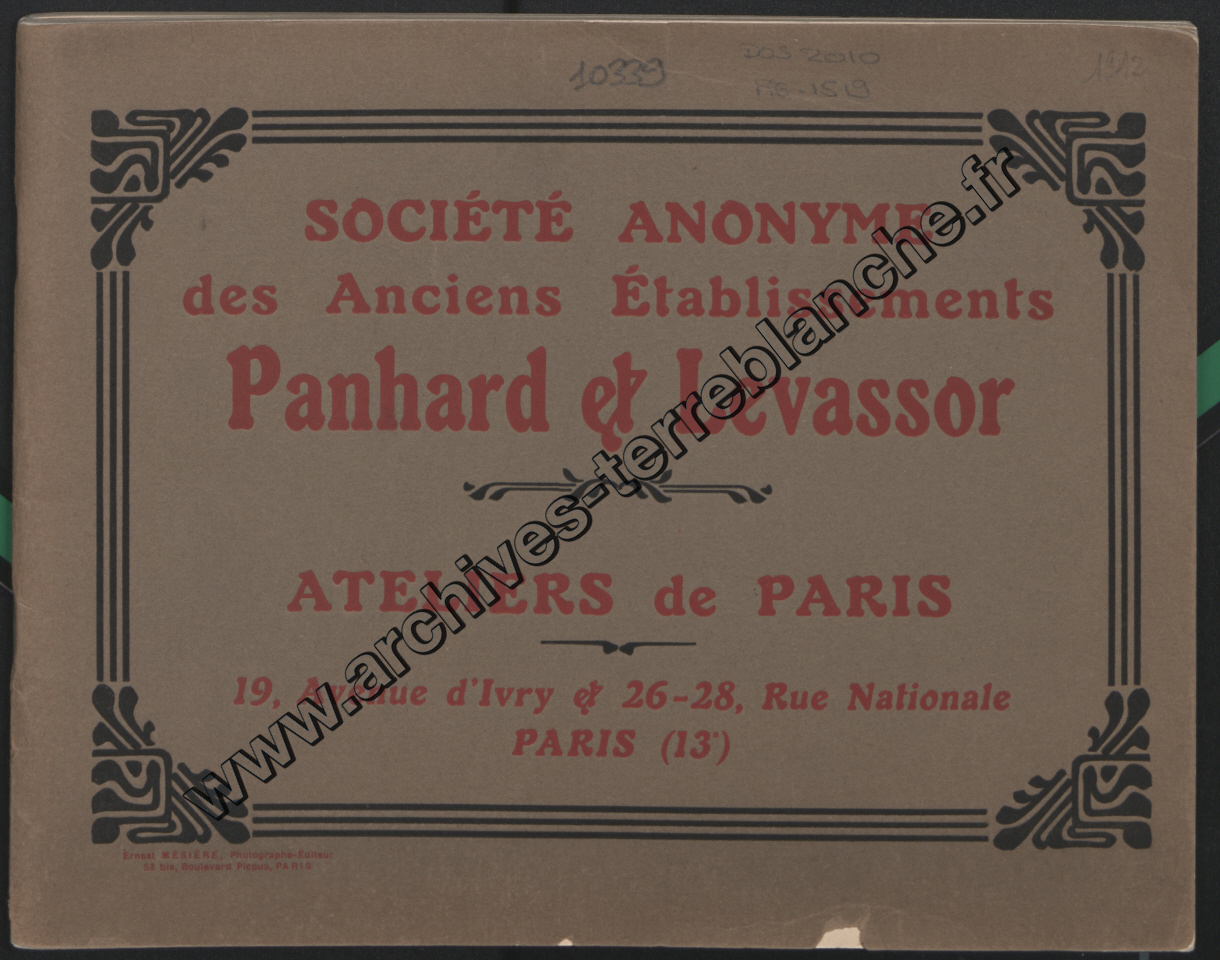 10339
DOS 2010
1912
SOCIÉTÉ ANONYME
des Anciens Établissements
Panhard & Levassor
ATELIERS de PARIS
19, Avenue d'Ivry & 26-28, Rue Nationale
PARIS (13e)
Ernest MÉSIÈRE, Photographe-Éditeur
53 bis, Boulevard Picpus, PARIS
www.archives-terreblanche.fr